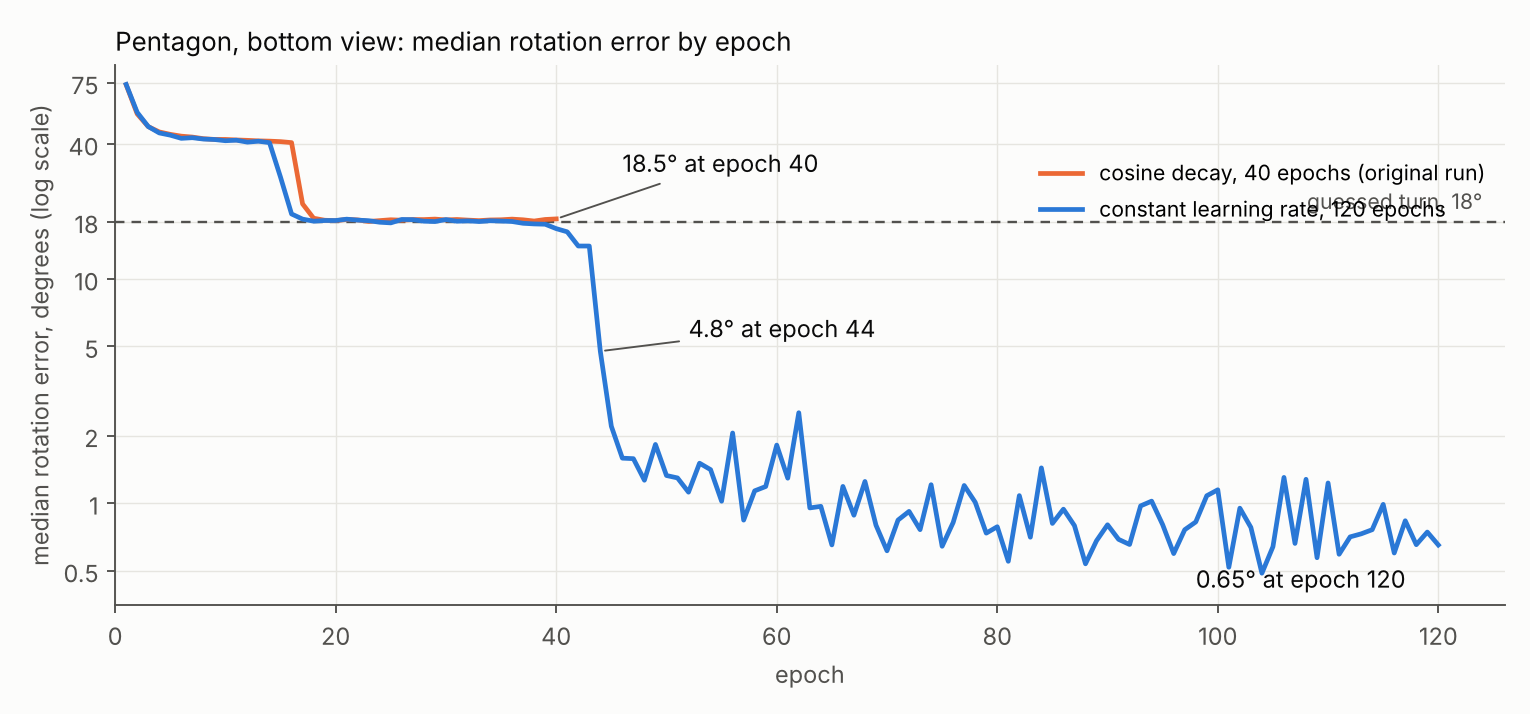 Pentagon, bottom view: median rotation error by epoch
median rotation error, degrees (log scale)
75
40
18
10
5
2
1
0.5
18.5° at epoch 40
4.8° at epoch 44
0.65° at epoch 120
cosine decay, 40 epochs (original run)
guessed turn, 18°
constant learning rate, 120 epochs
0
20
40
60
80
100
120
epoch